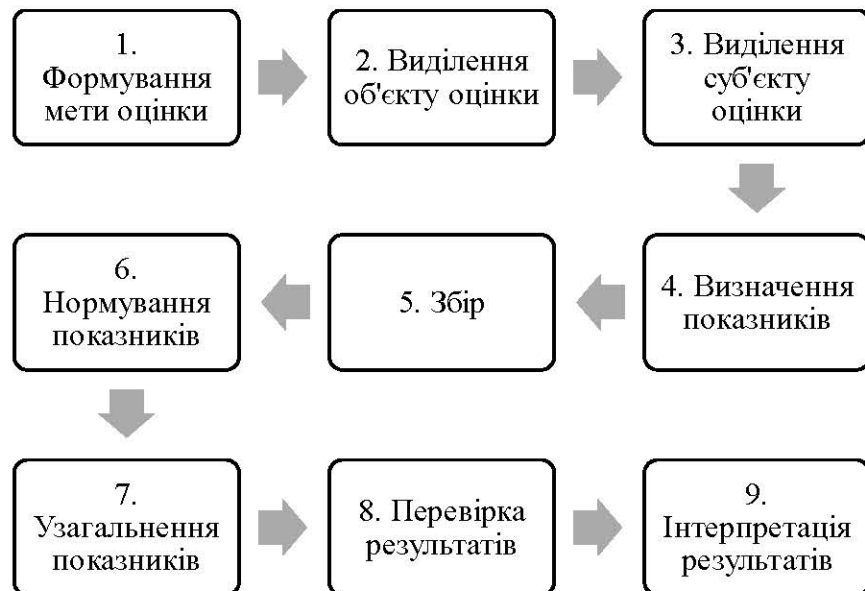 1.
Формування
мети оцінки
2. Виділення
об'єкту оцінки
3. Виділення
суб'єкту
оцінки
4. Визначення
показників
5. Збір
6.
Нормування
показників
7.
Узагальнення
показників
8. Перевірка
результатів
9.
Інтерпретація
результатів